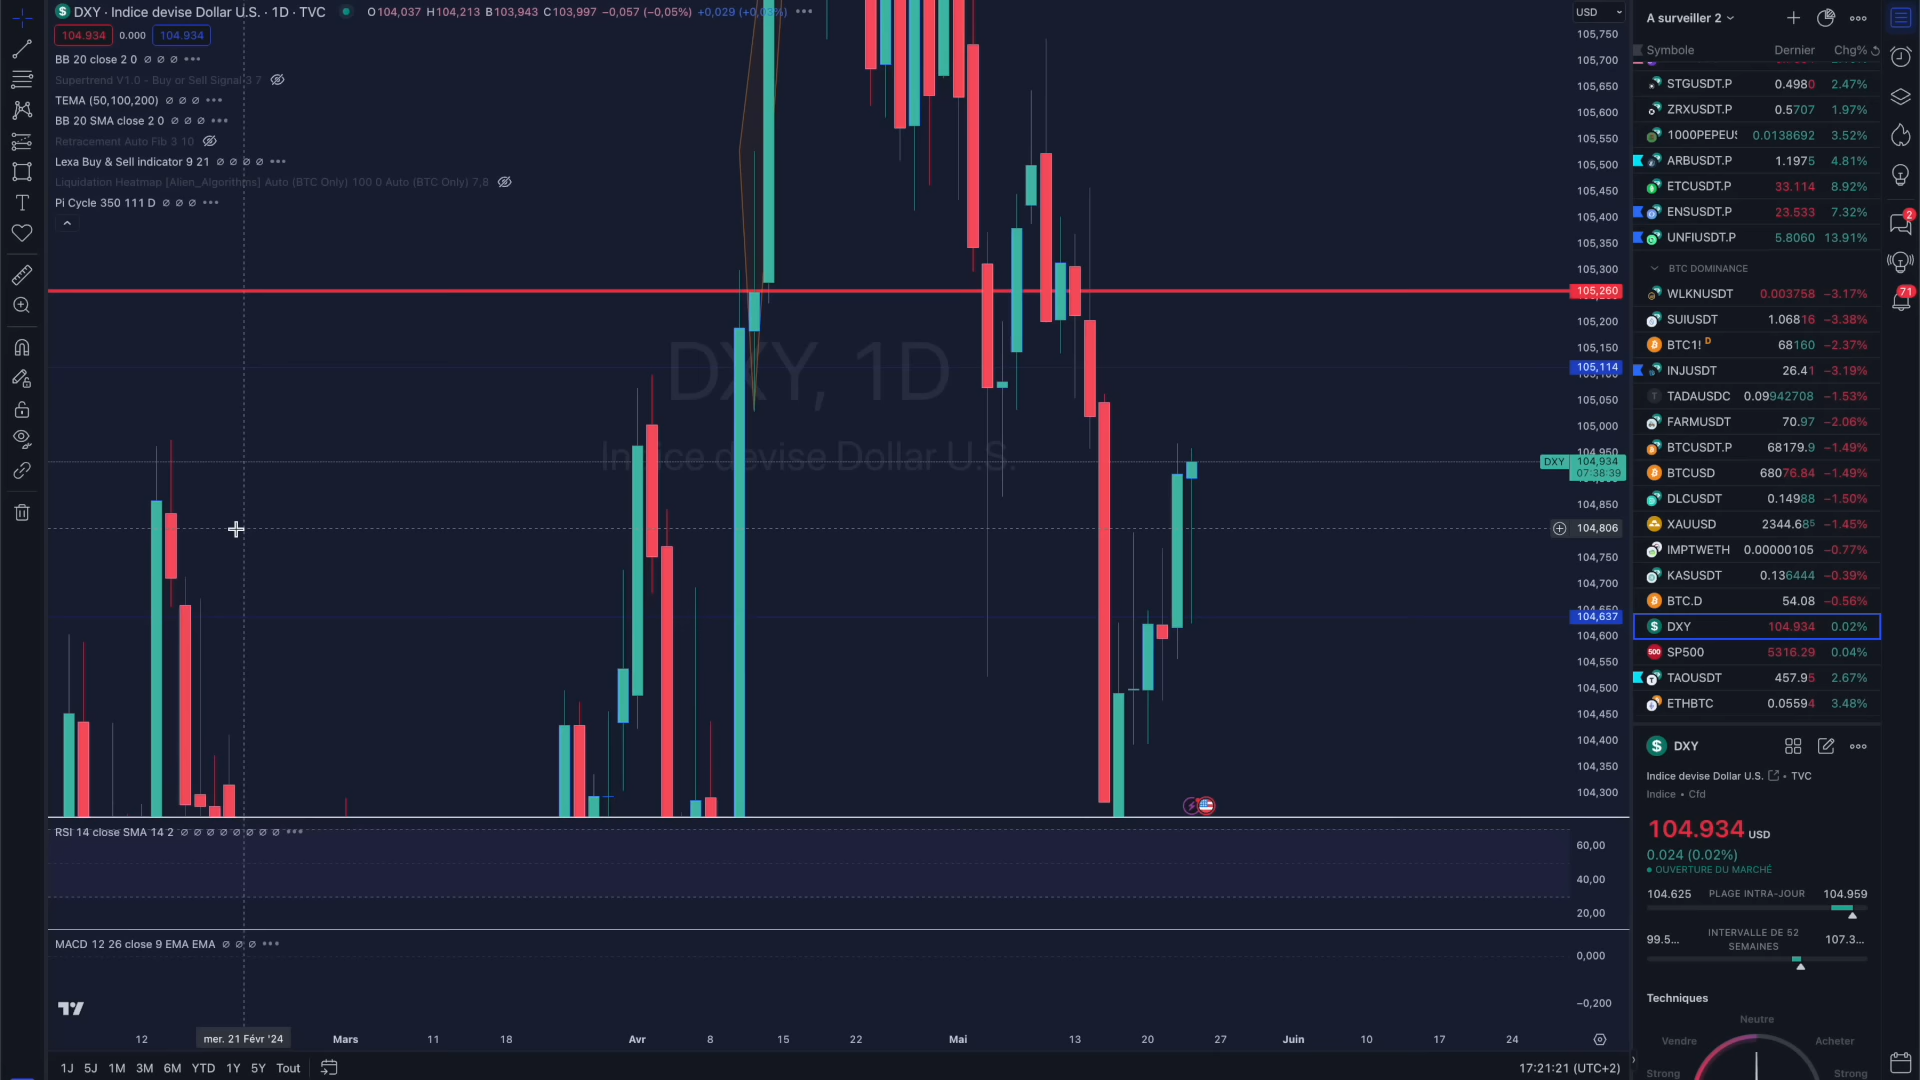 DXY · Indice devise Dollar U.S. · 1D · TVC
O104,037 H104,213 B103,943 C103,997 −0,057 (−0,05%) +0,029 (+0,03%)
104.934 0.000 104.934
BB 20 close 2 0
Supertrend V1.0 - Buy or Sell Signal 3 7
TEMA (50,100,200)
BB 20 SMA close 2 0
Retracement Auto Fib 3 10
Lexa Buy & Sell indicator 9 21
Liquidation Heatmap [Alien_Algorithms] Auto (BTC Only) 100 0 Auto (BTC Only) 7,8
Pi Cycle 350 111 D
DXY, 1D
Indice devise Dollar U.S.
USD
105,750
105,700
105,650
105,600
105,550
105,500
105,450
105,400
105,350
105,300
105,260
105,200
105,150
105,114
105,050
105,000
104,950
DXY 104,934
07:38:39
104,850
104,806
104,750
104,700
104,650
104,637
104,600
104,550
104,500
104,450
104,400
104,350
104,300
RSI 14 close SMA 14 2
60,00
40,00
20,00
MACD 12 26 close 9 EMA EMA
0,000
−0,200
12 mer. 21 Févr '24 Mars 11 18 Avr 8 15 22 Mai 13 20 27 Juin 10 17 24
1J 5J 1M 3M 6M YTD 1Y 5Y Tout
17:21:21 (UTC+2)
A surveiller 2
Symbole Dernier Chg%
STGUSDT.P 0.4980 2.47%
ZRXUSDT.P 0.5707 1.97%
1000PEPEUS 0.0138692 3.52%
ARBUSDT.P 1.1975 4.81%
ETCUSDT.P 33.114 8.92%
ENSUSDT.P 23.533 7.32%
UNFIUSDT.P 5.8060 13.91%
BTC DOMINANCE
WLKNUSDT 0.003758 −3.17%
SUIUSDT 1.06816 −3.38%
BTC1! D 68160 −2.37%
INJUSDT 26.41 −3.19%
TADAUSDC 0.09942708 −1.53%
FARMUSDT 70.97 −2.06%
BTCUSDT.P 68179.9 −1.49%
BTCUSD 68076.84 −1.49%
DLCUSDT 0.14988 −1.50%
XAUUSD 2344.685 −1.45%
IMPTWETH 0.00000105 −0.77%
KASUSDT 0.136444 −0.39%
BTC.D 54.08 −0.56%
DXY 104.934 0.02%
500 SP500 5316.29 0.04%
TAOUSDT 457.95 2.67%
ETHBTC 0.05594 3.48%
DXY
Indice devise Dollar U.S. • TVC
Indice • Cfd
104.934 USD
0.024 (0.02%)
OUVERTURE DU MARCHÉ
104.625 PLAGE INTRA-JOUR 104.959
99.5... INTERVALLE DE 52 SEMAINES 107.3...
Techniques
Neutre
Vendre Acheter
Strong Strong
2
71